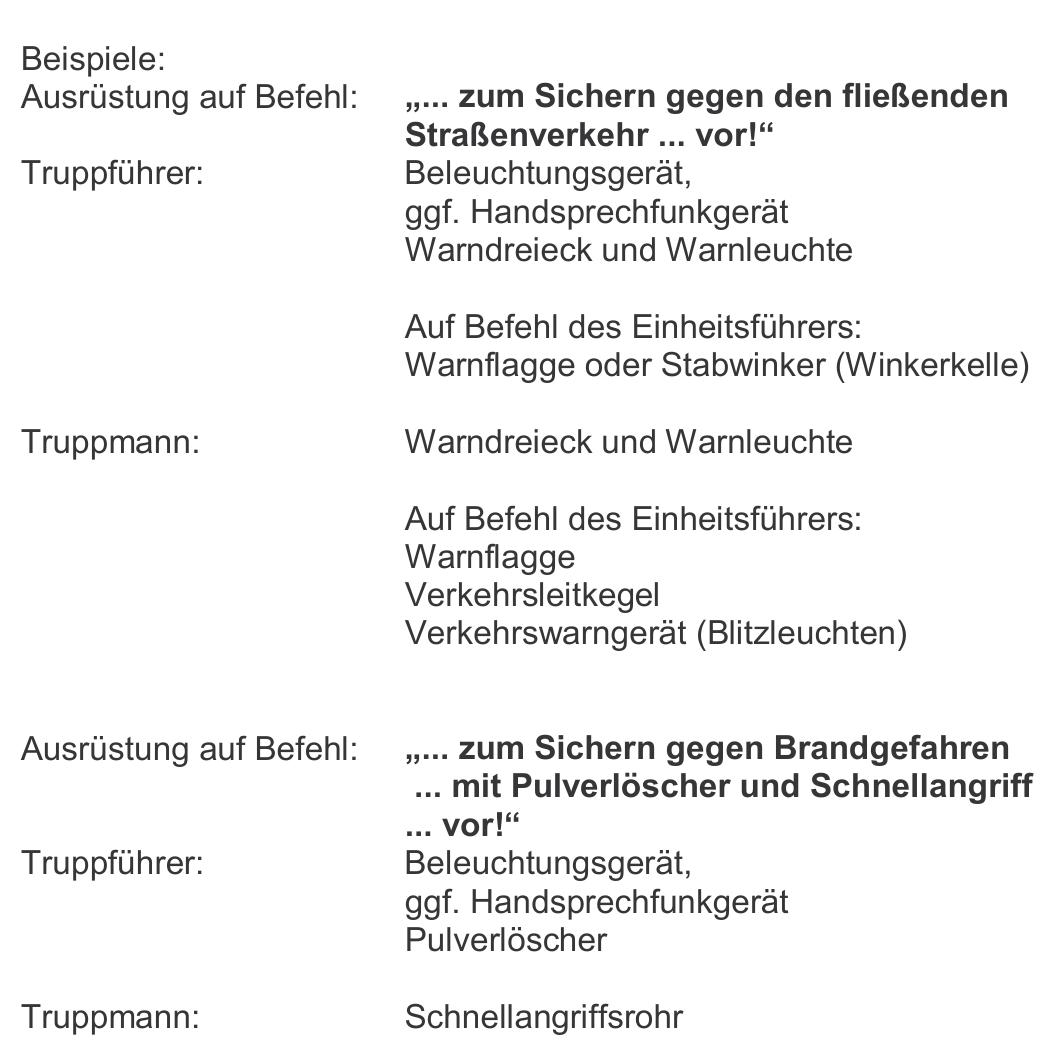 Beispiele:
Ausrüstung auf Befehl: „... zum Sichern gegen den fließenden
Straßenverkehr ... vor!“
Truppführer: Beleuchtungsgerät,
ggf. Handsprechfunkgerät
Warndreieck und Warnleuchte
Auf Befehl des Einheitsführers:
Warnflagge oder Stabwinker (Winkerkelle)
Truppmann: Warndreieck und Warnleuchte
Auf Befehl des Einheitsführers:
Warnflagge
Verkehrsleitkegel
Verkehrswarngerät (Blitzleuchten)
Ausrüstung auf Befehl: „... zum Sichern gegen Brandgefahren
... mit Pulverlöscher und Schnellangriff
... vor!“
Truppführer: Beleuchtungsgerät,
ggf. Handsprechfunkgerät
Pulverlöscher
Truppmann: Schnellangriffsrohr